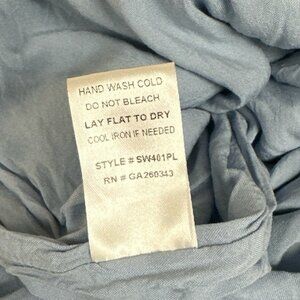 HAND WASH COLD
DO NOT BLEACH
LAY FLAT TO DRY
COOL IRON IF NEEDED
STYLE # SW401PL
RN # GA260343